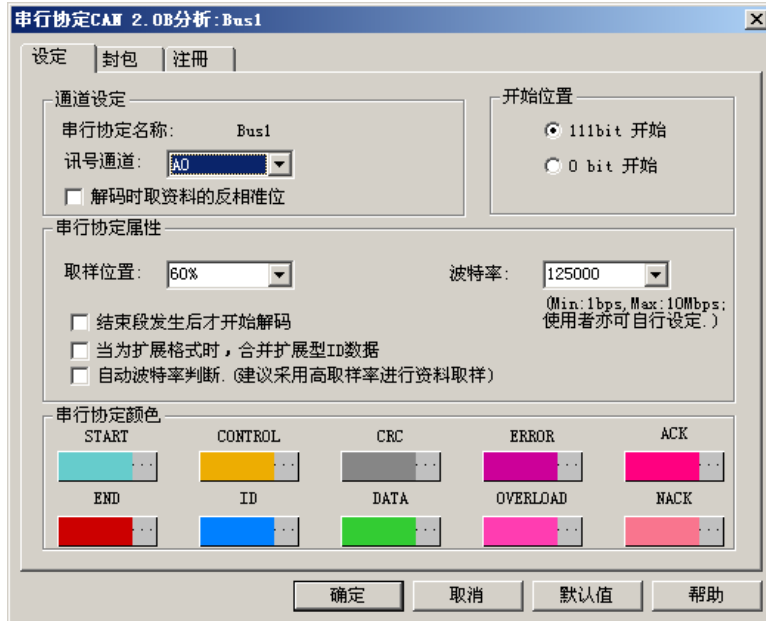 串行协定CAN 2.0B分析:Bus1
设定 封包 注册
通道设定
串行协定名称: Bus1
讯号通道: A0
解码时取资料的反相准位
开始位置
111bit 开始
0 bit 开始
串行协定属性
取样位置: 60%
波特率: 125000
(Min:1bps,Max:10Mbps;
使用者亦可自行设定.)
结束段发生后才开始解码
当为扩展格式时，合并扩展型ID数据
自动波特率判断.(建议采用高取样率进行资料取样)
串行协定颜色
START CONTROL CRC ERROR ACK
... ... ... ... ...
END ID DATA OVERLOAD NACK
... ... ... ... ...
确定 取消 默认值 帮助